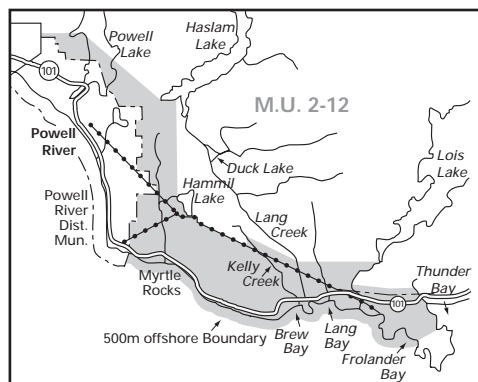 Powell
Lake
Haslam
Lake
101
M.U. 2-12
Powell
River
Duck Lake
Lois
Lake
Hammil
Lake
Powell
River
Dist.
Mun.
Lang
Creek
Kelly
Creek
Thunder
Bay
Myrtle
Rocks
101
500m offshore Boundary
Brew
Bay
Lang
Bay
Frolander
Bay